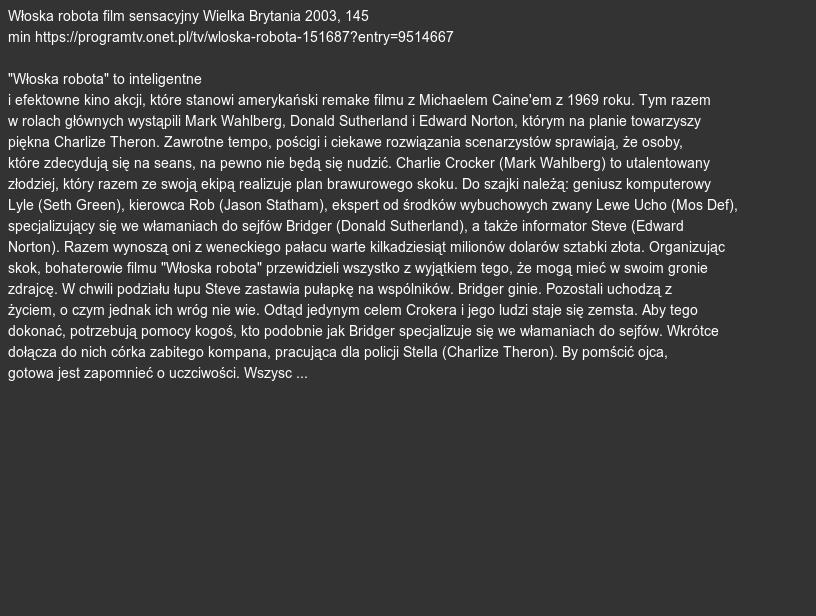 Włoska robota film sensacyjny Wielka Brytania 2003, 145
min https://programtv.onet.pl/tv/wloska-robota-151687?entry=9514667
"Włoska robota" to inteligentne
i efektowne kino akcji, które stanowi amerykański remake filmu z Michaelem Caine'em z 1969 roku. Tym razem
w rolach głównych wystąpili Mark Wahlberg, Donald Sutherland i Edward Norton, którym na planie towarzyszy
piękna Charlize Theron. Zawrotne tempo, pościgi i ciekawe rozwiązania scenarzystów sprawiają, że osoby,
które zdecydują się na seans, na pewno nie będą się nudzić. Charlie Crocker (Mark Wahlberg) to utalentowany
złodziej, który razem ze swoją ekipą realizuje plan brawurowego skoku. Do szajki należą: geniusz komputerowy
Lyle (Seth Green), kierowca Rob (Jason Statham), ekspert od środków wybuchowych zwany Lewe Ucho (Mos Def),
specjalizujący się we włamaniach do sejfów Bridger (Donald Sutherland), a także informator Steve (Edward
Norton). Razem wynoszą oni z weneckiego pałacu warte kilkadziesiąt milionów dolarów sztabki złota. Organizując
skok, bohaterowie filmu "Włoska robota" przewidzieli wszystko z wyjątkiem tego, że mogą mieć w swoim gronie
zdrajcę. W chwili podziału łupu Steve zastawia pułapkę na wspólników. Bridger ginie. Pozostali uchodzą z
życiem, o czym jednak ich wróg nie wie. Odtąd jedynym celem Crokera i jego ludzi staje się zemsta. Aby tego
dokonać, potrzebują pomocy kogoś, kto podobnie jak Bridger specjalizuje się we włamaniach do sejfów. Wkrótce
dołącza do nich córka zabitego kompana, pracująca dla policji Stella (Charlize Theron). By pomścić ojca,
gotowa jest zapomnieć o uczciwości. Wszysc ...